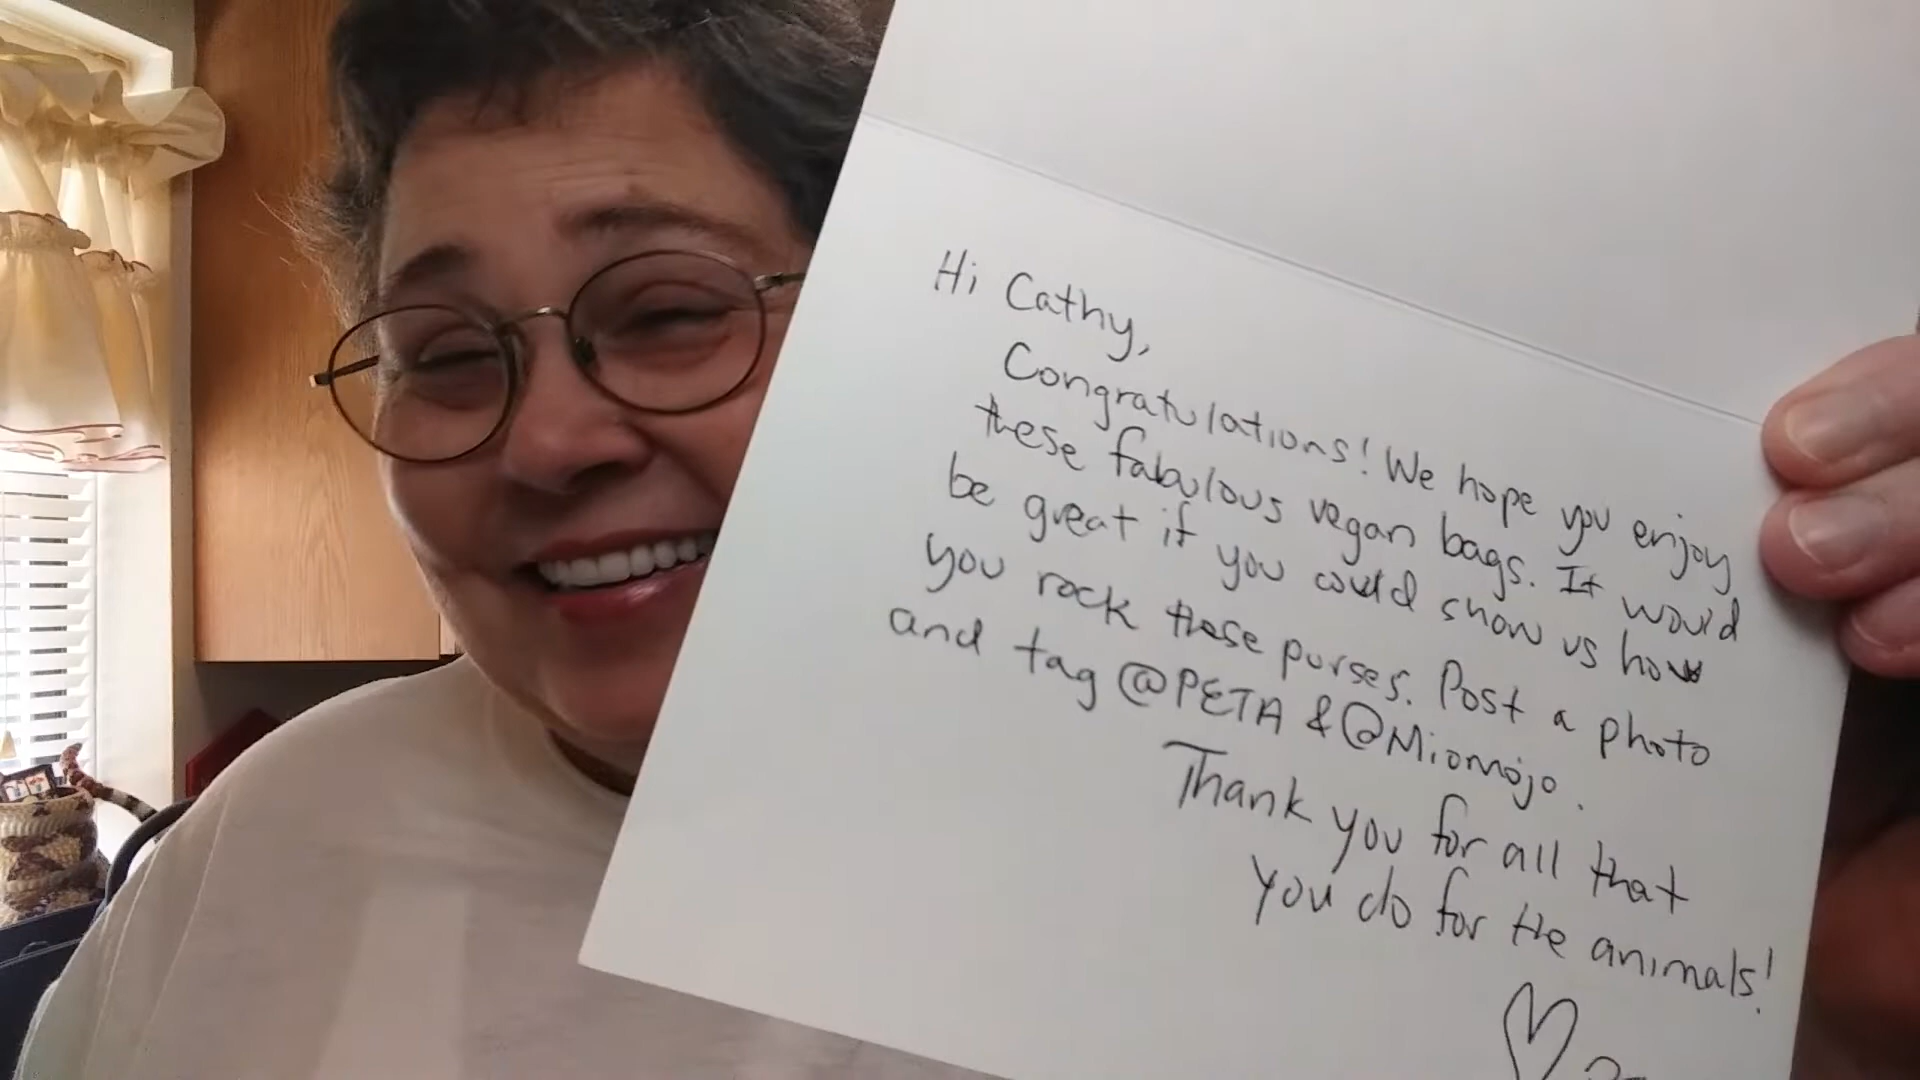 Hi Cathy,
Congratulations! We hope you enjoy
these fabulous vegan bags. It would
be great if you could show us how
you rock these purses. Post a photo
and tag @PETA & @Miomojo.
Thank you for all that
you do for the animals!